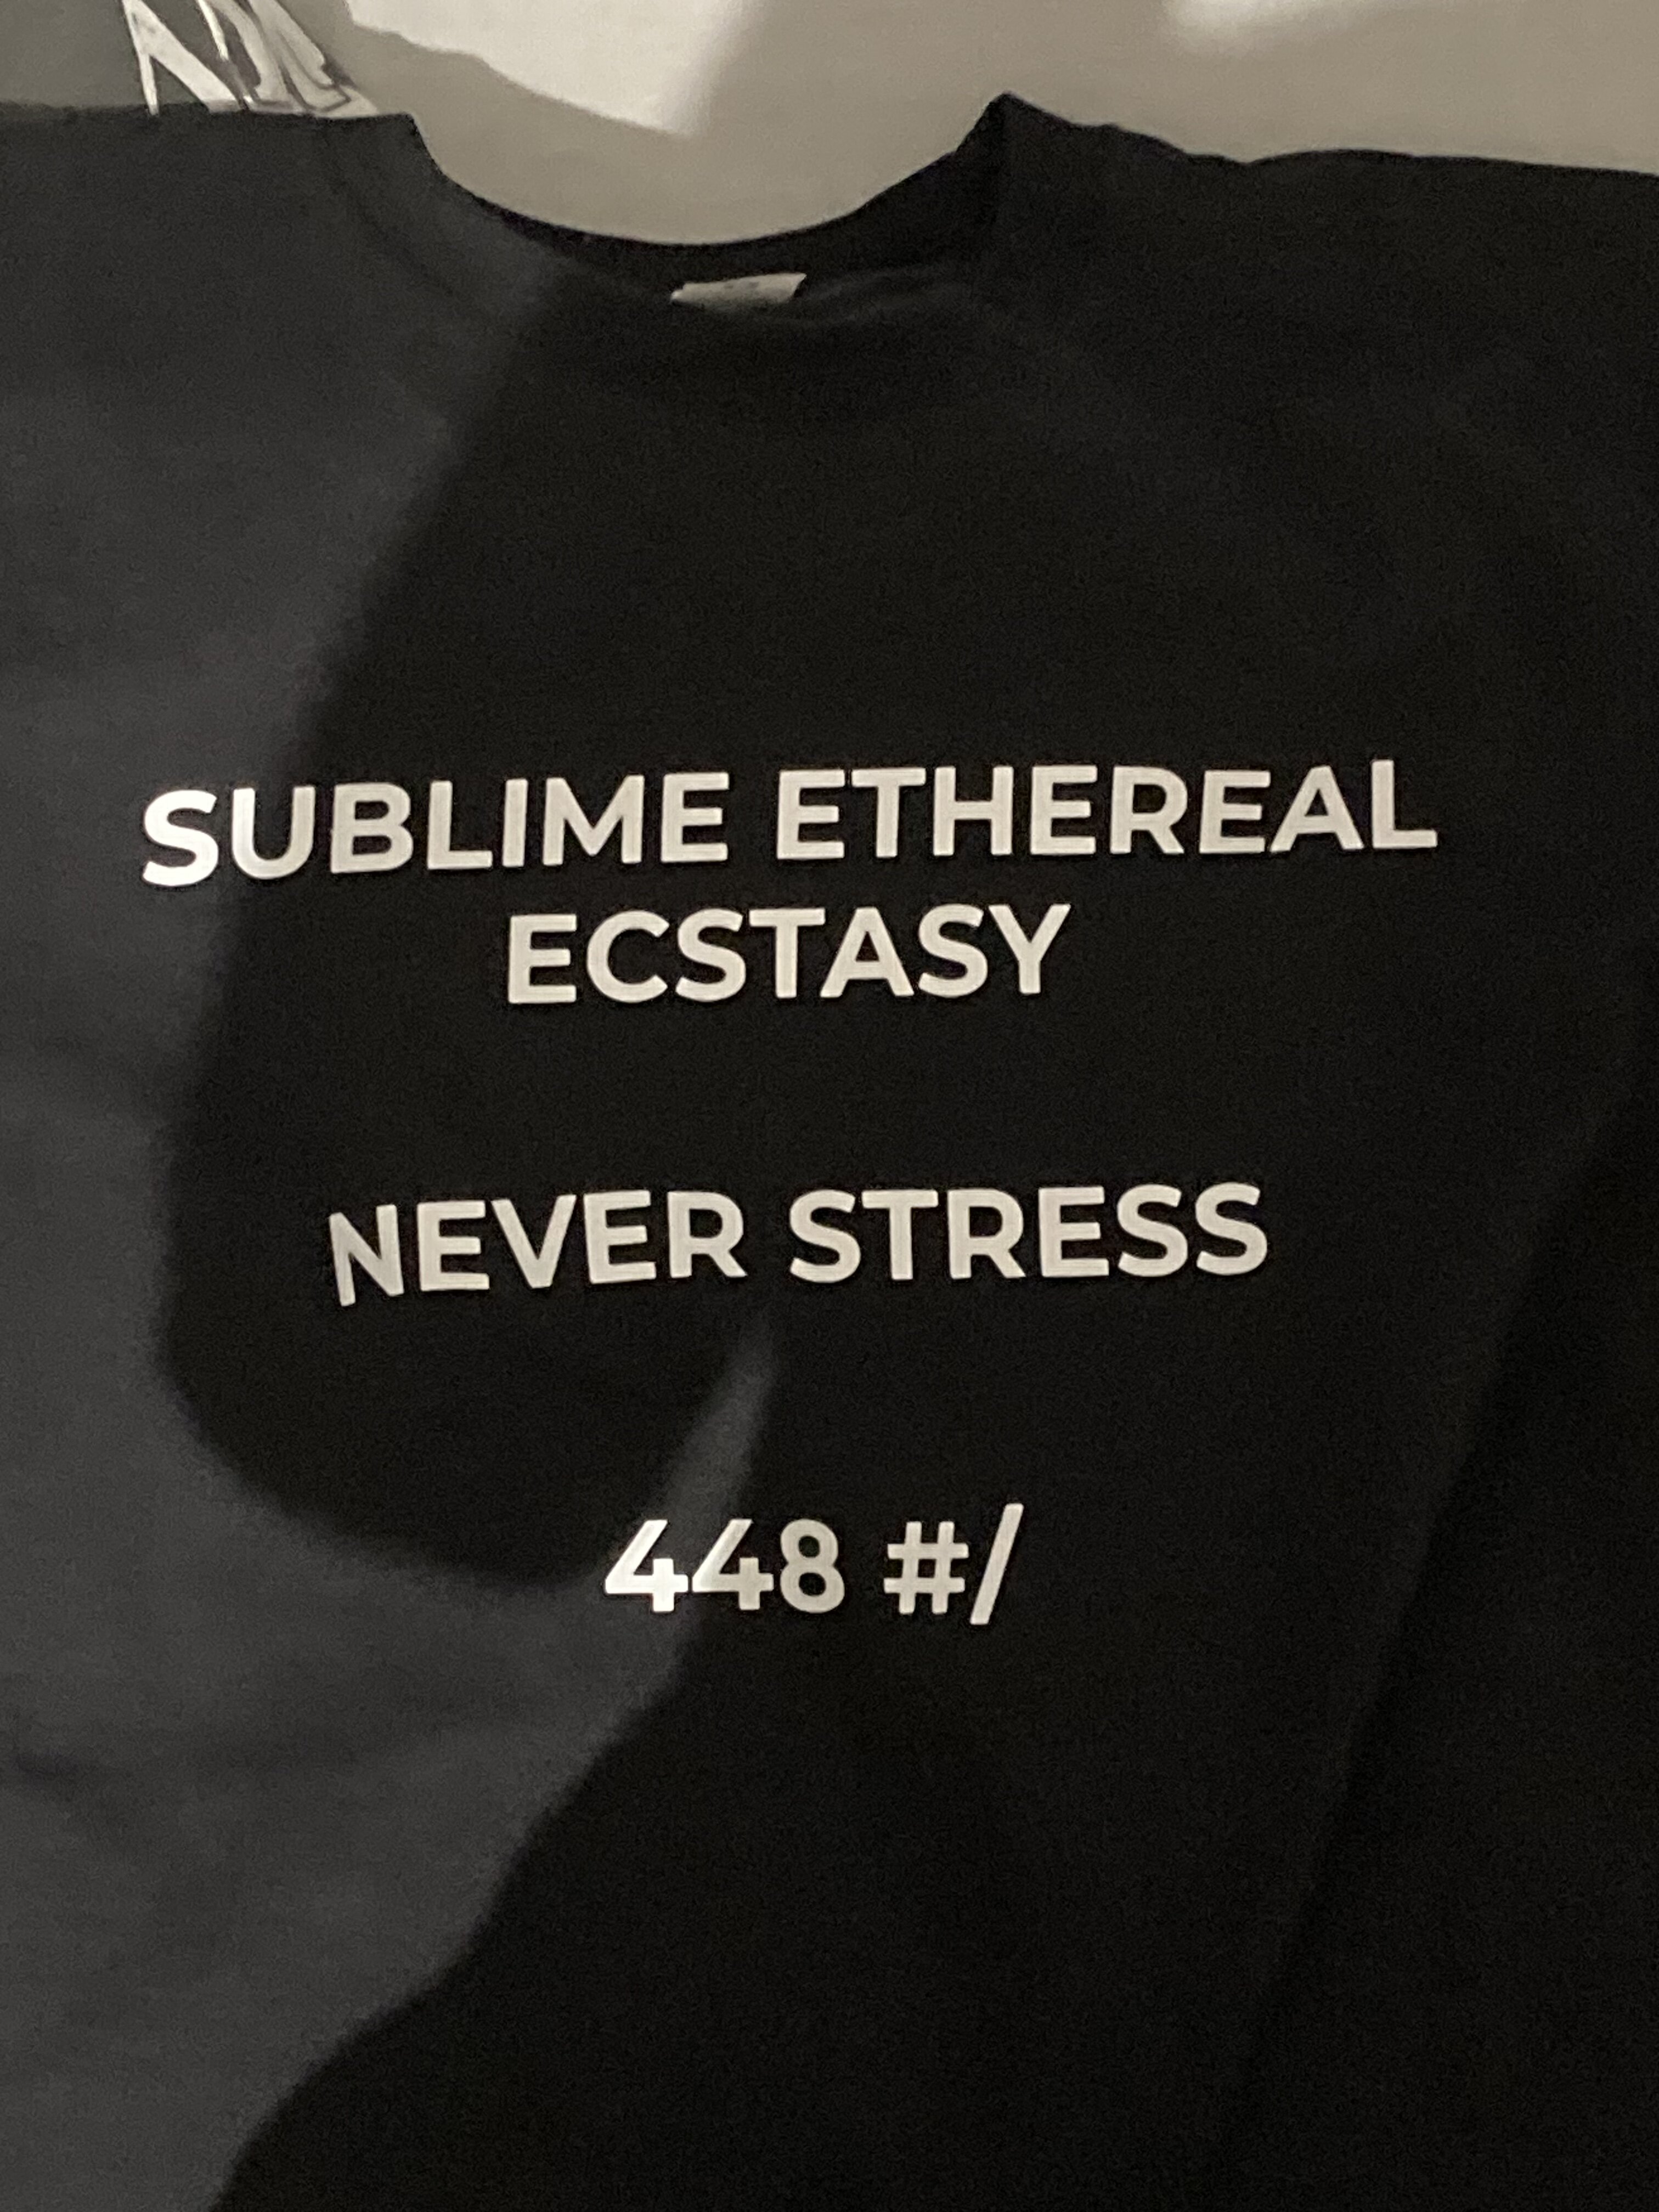 SUBLIME ETHEREAL
ECSTASY
NEVER STRESS
448 #/